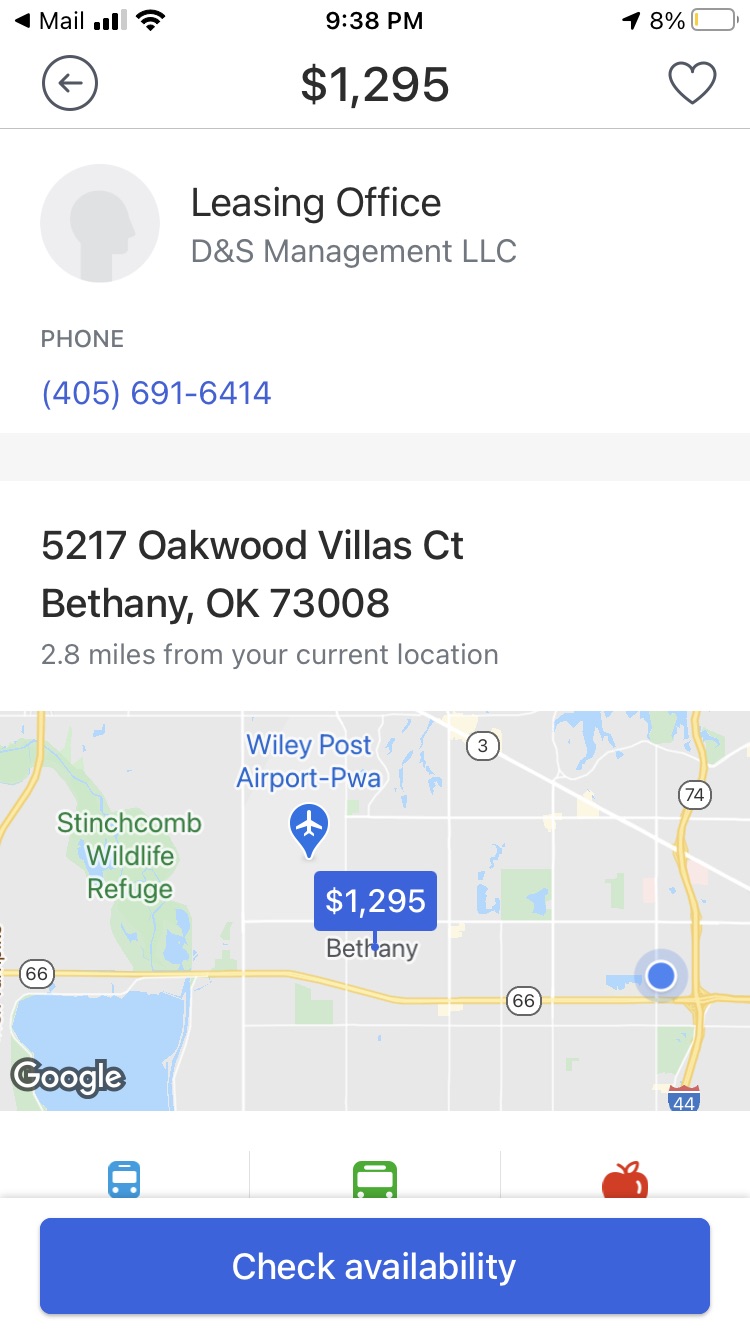 Mail 9:38 PM 8%
$1,295
Leasing Office
D&S Management LLC
PHONE
(405) 691-6414
5217 Oakwood Villas Ct
Bethany, OK 73008
2.8 miles from your current location
Wiley Post
Airport-Pwa
3
74
Stinchcomb
Wildlife
Refuge
$1,295
Bethany
66
66
Google
44
Check availability